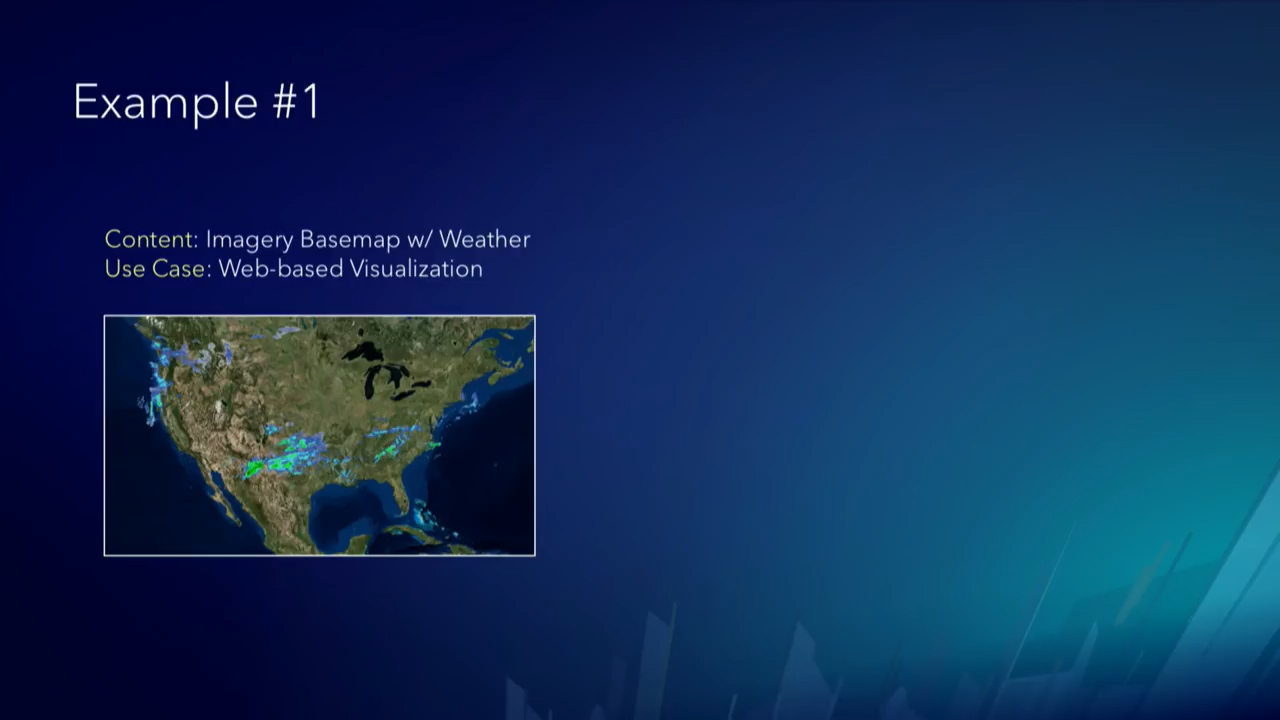 Example #1
Content: Imagery Basemap w/ Weather
Use Case: Web-based Visualization